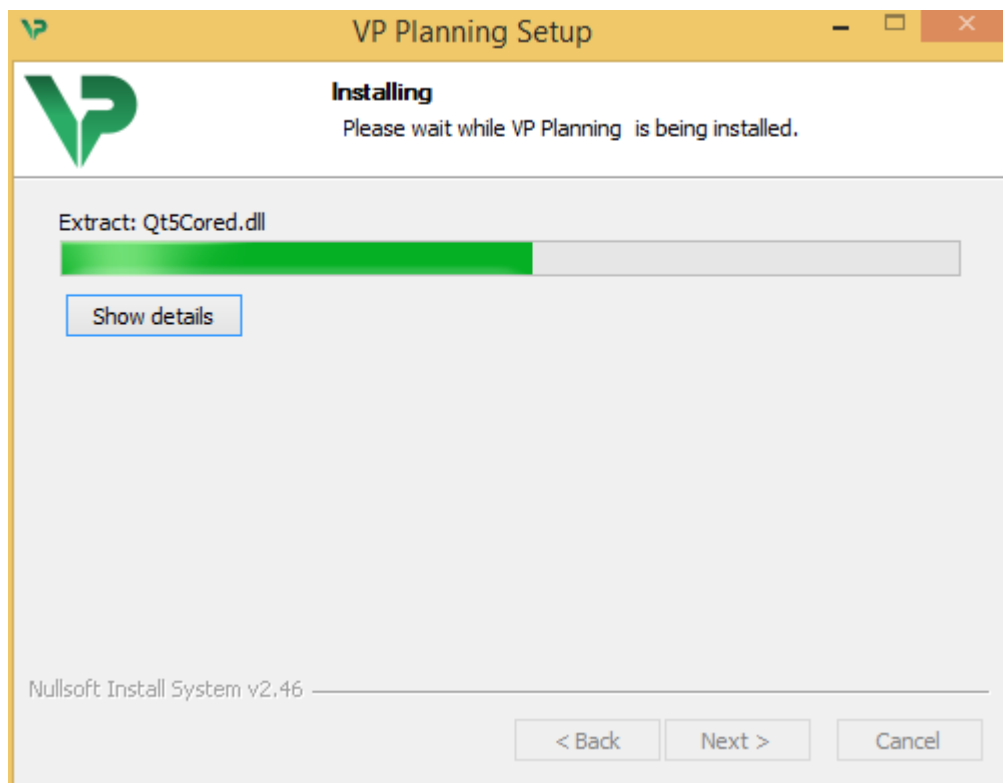 VP Planning Setup
Installing
Please wait while VP Planning  is being installed.
Extract: Qt5Cored.dll
Show details
Nullsoft Install System v2.46
< Back
Next >
Cancel